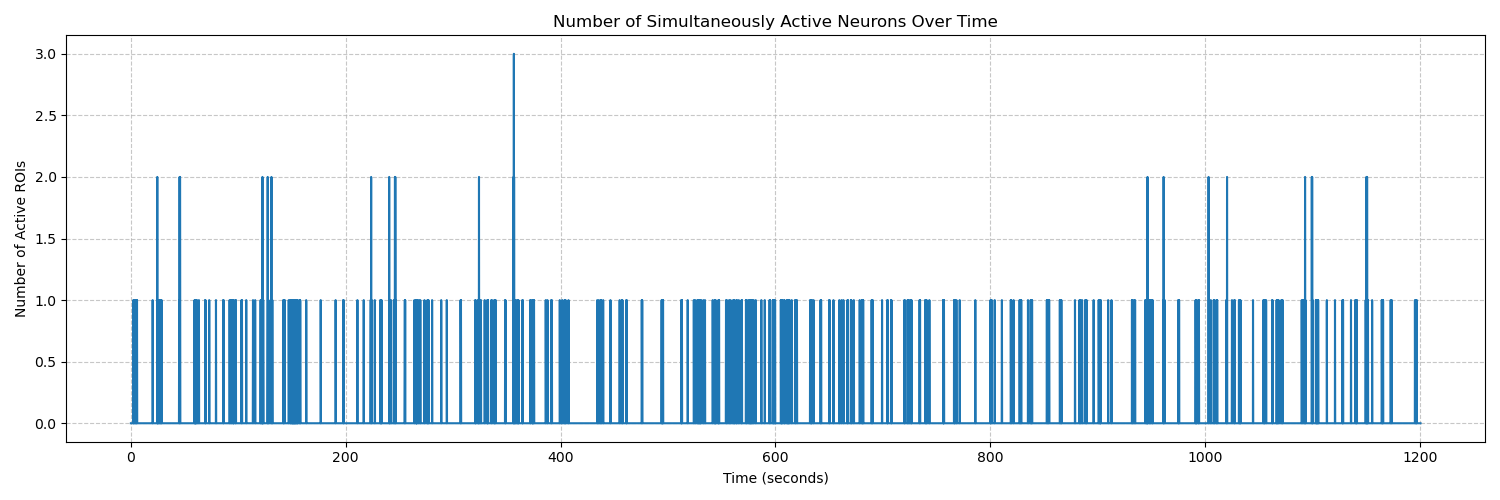 Number of Simultaneously Active Neurons Over Time
3.0
2.5
2.0
1.5
1.0
0.5
0.0
Number of Active ROIs
0 200 400 600 800 1000 1200
Time (seconds)